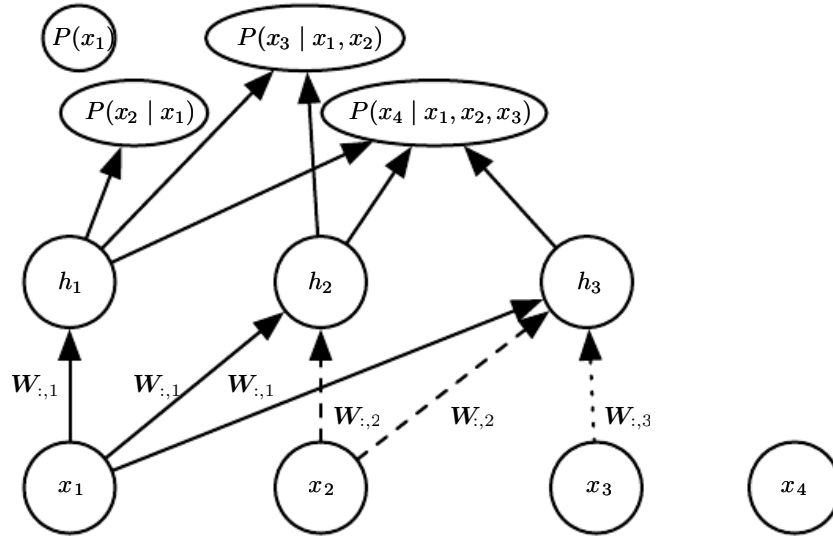 P(x₁) P(x₃ | x₁, x₂)
P(x₂ | x₁) P(x₄ | x₁, x₂, x₃)
h₁ h₂ h₃
W:,1 W:,1 W:,1
W:,2 W:,2 W:,3
x₁ x₂ x₃ x₄